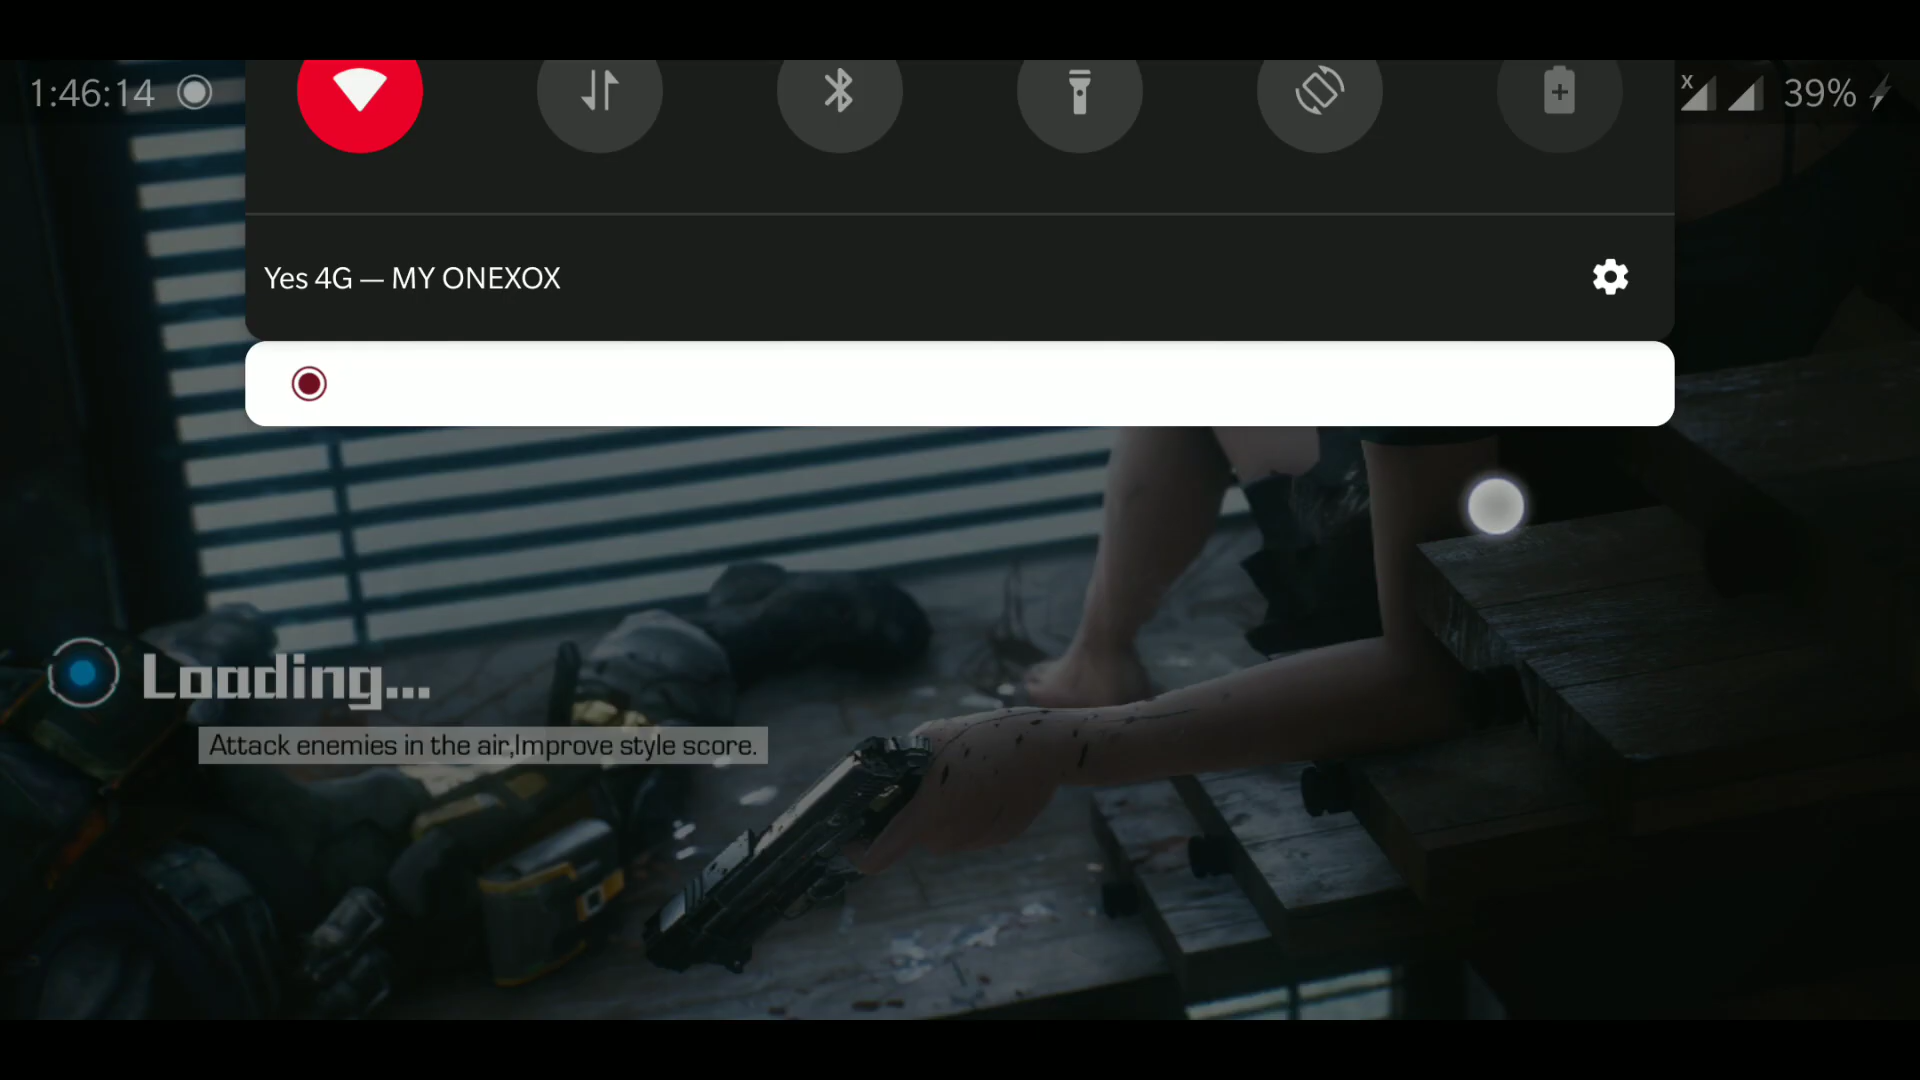 1:46:14
x
39%
Yes 4G — MY ONEXOX
Loading...
Attack enemies in the air,Improve style score.